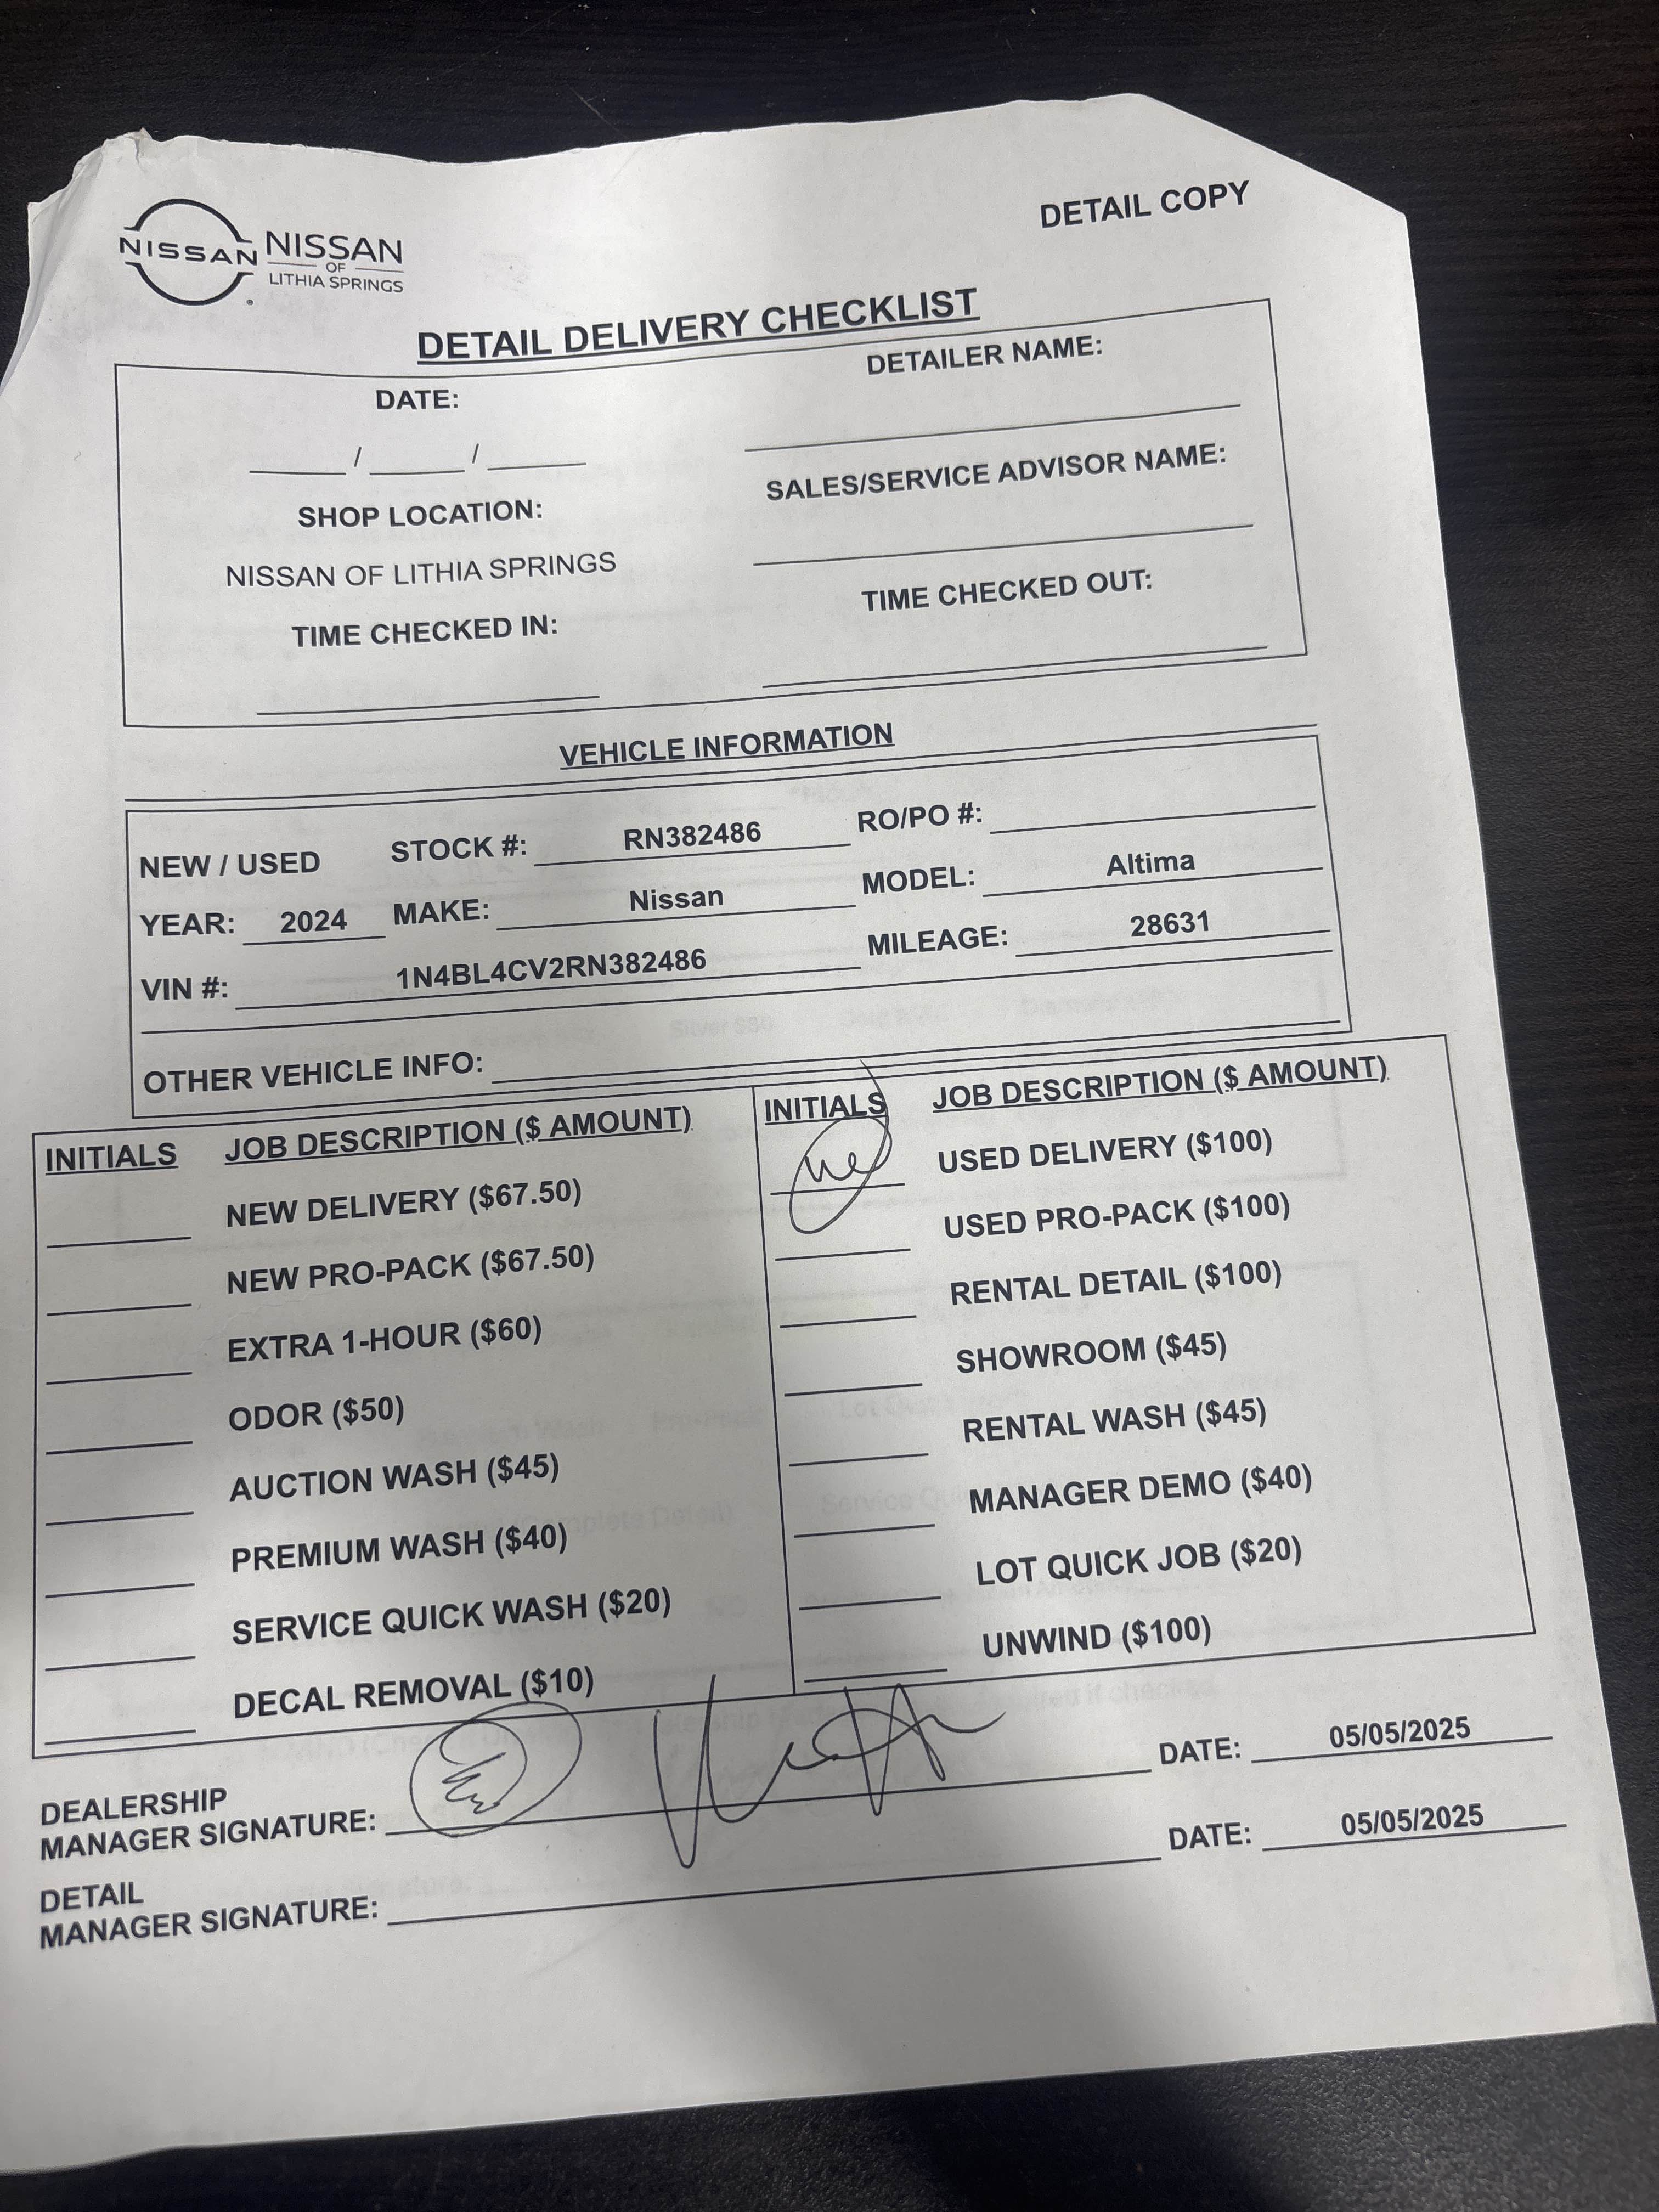 DETAIL COPY
NISSAN NISSAN
OF
LITHIA SPRINGS
DETAIL DELIVERY CHECKLIST
DATE:
DETAILER NAME:
____/____/____
SHOP LOCATION:
SALES/SERVICE ADVISOR NAME:
NISSAN OF LITHIA SPRINGS
TIME CHECKED IN:
TIME CHECKED OUT:
VEHICLE INFORMATION
NEW / USED STOCK #: RN382486 RO/PO #:
YEAR: 2024 MAKE: Nissan MODEL: Altima
VIN #: 1N4BL4CV2RN382486 MILEAGE: 28631
OTHER VEHICLE INFO:
INITIALS JOB DESCRIPTION ($ AMOUNT)
NEW DELIVERY ($67.50)
NEW PRO-PACK ($67.50)
EXTRA 1-HOUR ($60)
ODOR ($50)
AUCTION WASH ($45)
PREMIUM WASH ($40)
SERVICE QUICK WASH ($20)
DECAL REMOVAL ($10)
INITIALS JOB DESCRIPTION ($ AMOUNT)
USED DELIVERY ($100)
USED PRO-PACK ($100)
RENTAL DETAIL ($100)
SHOWROOM ($45)
RENTAL WASH ($45)
MANAGER DEMO ($40)
LOT QUICK JOB ($20)
UNWIND ($100)
DEALERSHIP
MANAGER SIGNATURE: DATE: 05/05/2025
DETAIL
MANAGER SIGNATURE: DATE: 05/05/2025